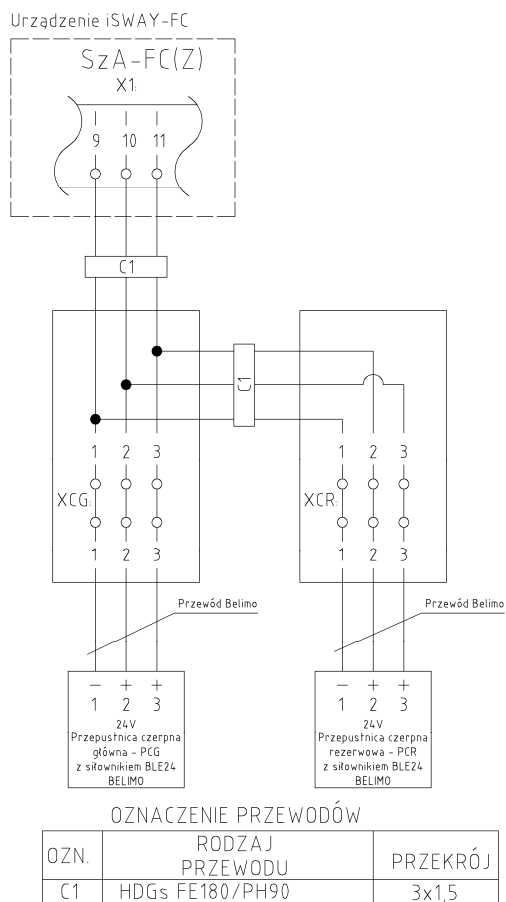 Urządzenie iSWAY-FC
SzA-FC(Z)
X1:
9 10 11
C1
C1
1 2 3
1 2 3
XCG:
XCR:
1 2 3
1 2 3
Przewód Belimo
Przewód Belimo
− + +
1 2 3
24V
Przepustnica czerpna
główna - PCG
z siłownikiem BLE24
BELIMO
− + +
1 2 3
24V
Przepustnica czerpna
rezerwowa - PCR
z siłownikiem BLE24
BELIMO
OZNACZENIE PRZEWODÓW
OZN.
RODZAJ
PRZEWODU
PRZEKRÓJ
C1
HDGs FE180/PH90
3x1,5